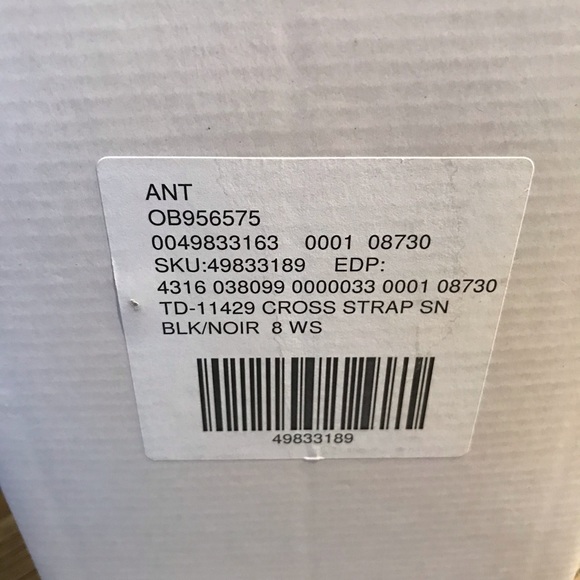 ANT
OB956575
0049833163 0001 08730
SKU:49833189 EDP:
4316 038099 0000033 0001 08730
TD-11429 CROSS STRAP SN
BLK/NOIR 8 WS
49833189